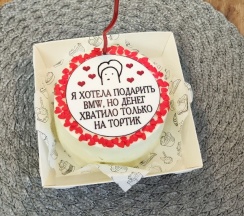 Я ХОТЕЛА ПОДАРИТЬ
BMW, НО ДЕНЕГ
ХВАТИЛО ТОЛЬКО
НА ТОРТИК